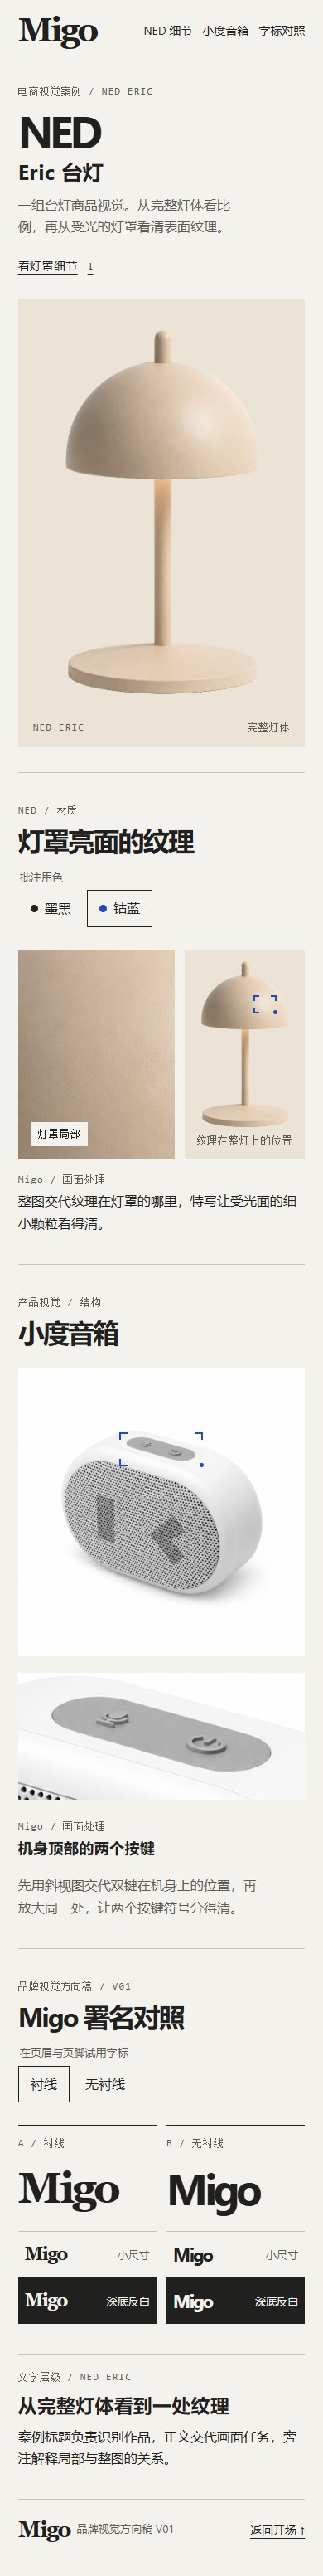 Migo NED 细节 小度音箱 字标对照
电商视觉案例 / NED ERIC
NED
Eric 台灯
一组台灯商品视觉。从完整灯体看比
例，再从受光的灯罩看清表面纹理。
看灯罩细节 ↓
NED ERIC 完整灯体
NED / 材质
灯罩亮面的纹理
批注用色
墨黑 钴蓝
灯罩局部
纹理在整灯上的位置
Migo / 画面处理
整图交代纹理在灯罩的哪里，特写让受光面的细
小颗粒看得清。
产品视觉 / 结构
小度音箱
Migo / 画面处理
机身顶部的两个按键
先用斜视图交代双键在机身上的位置，再
放大同一处，让两个按键符号分得清。
品牌视觉方向稿 / V01
Migo 署名对照
在页眉与页脚试用字标
衬线 无衬线
A / 衬线 B / 无衬线
Migo Migo
Migo 小尺寸 Migo 小尺寸
Migo 深底反白 Migo 深底反白
文字层级 / NED ERIC
从完整灯体看到一处纹理
案例标题负责识别作品，正文交代画面任务，旁
注解释局部与整图的关系。
Migo 品牌视觉方向稿 V01 返回开场 ↑